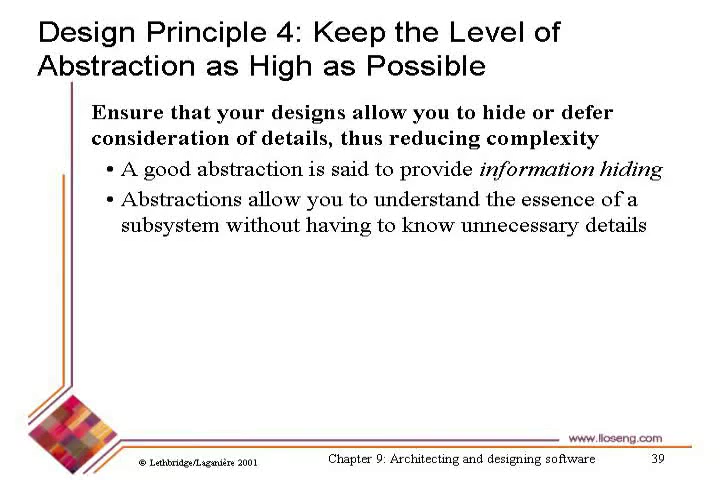 Design Principle 4: Keep the Level of
Abstraction as High as Possible
Ensure that your designs allow you to hide or defer
consideration of details, thus reducing complexity
• A good abstraction is said to provide information hiding
• Abstractions allow you to understand the essence of a
subsystem without having to know unnecessary details
www.lloseng.com
© Lethbridge/Laganière 2001
Chapter 9: Architecting and designing software
39